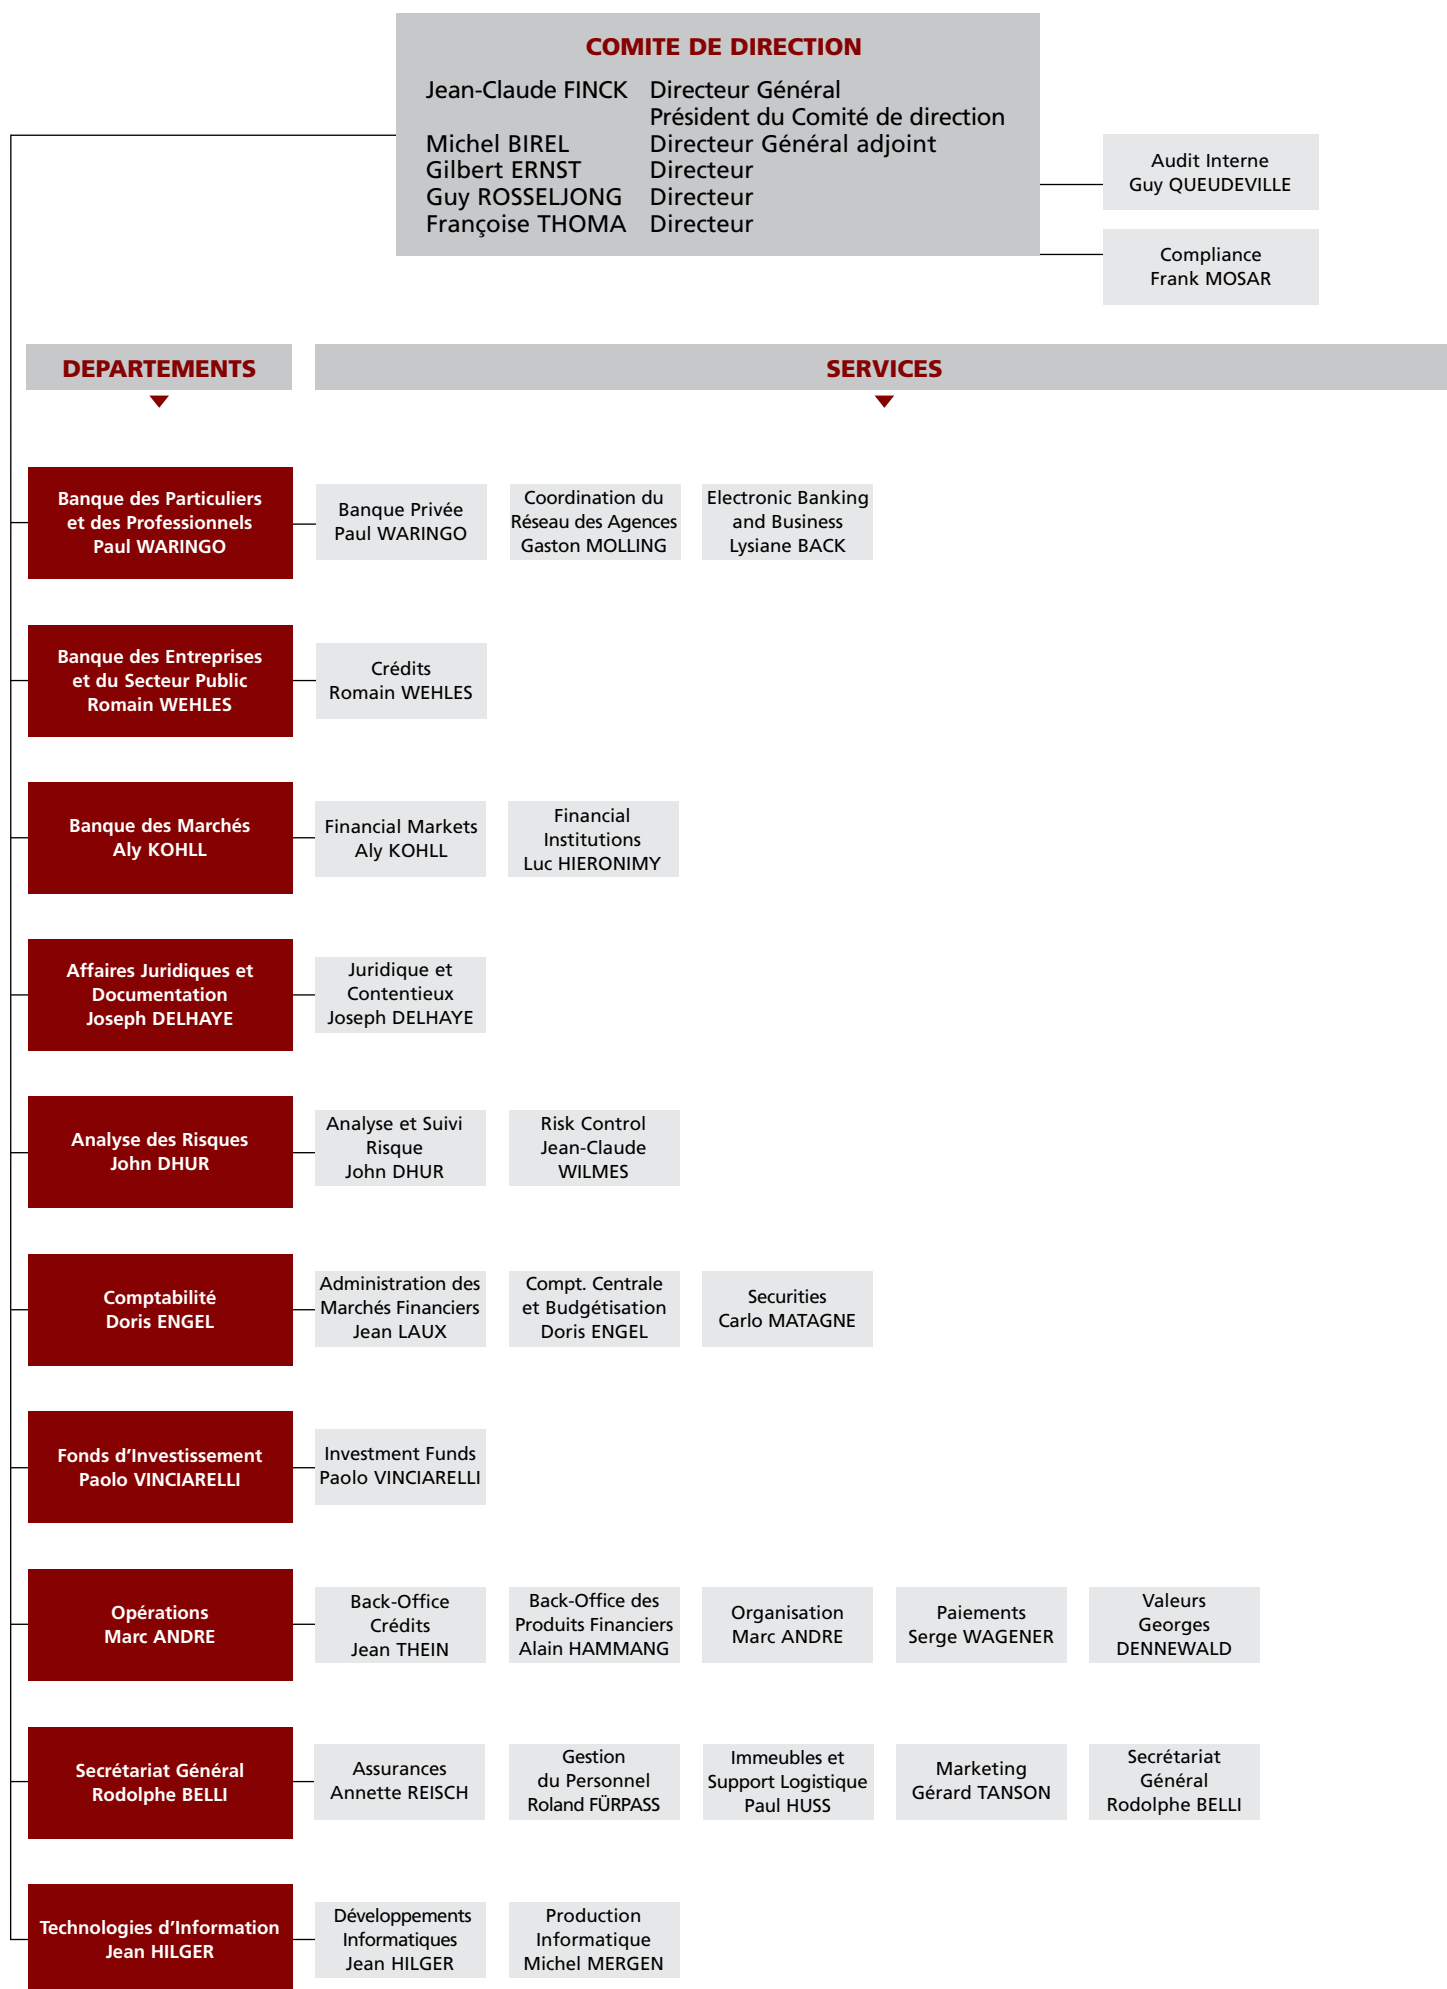 COMITE DE DIRECTION
Jean-Claude FINCK Directeur Général
Président du Comité de direction
Michel BIREL Directeur Général adjoint
Gilbert ERNST Directeur
Guy ROSSELJONG Directeur
Françoise THOMA Directeur
Audit Interne
Guy QUEUDEVILLE
Compliance
Frank MOSAR
DEPARTEMENTS
SERVICES
Banque des Particuliers
et des Professionnels
Paul WARINGO
Banque Privée
Paul WARINGO
Coordination du
Réseau des Agences
Gaston MOLLING
Electronic Banking
and Business
Lysiane BACK
Banque des Entreprises
et du Secteur Public
Romain WEHLES
Crédits
Romain WEHLES
Banque des Marchés
Aly KOHLL
Financial Markets
Aly KOHLL
Financial
Institutions
Luc HIERONIMY
Affaires Juridiques et
Documentation
Joseph DELHAYE
Juridique et
Contentieux
Joseph DELHAYE
Analyse des Risques
John DHUR
Analyse et Suivi
Risque
John DHUR
Risk Control
Jean-Claude
WILMES
Comptabilité
Doris ENGEL
Administration des
Marchés Financiers
Jean LAUX
Compt. Centrale
et Budgétisation
Doris ENGEL
Securities
Carlo MATAGNE
Fonds d’Investissement
Paolo VINCIARELLI
Investment Funds
Paolo VINCIARELLI
Opérations
Marc ANDRE
Back-Office
Crédits
Jean THEIN
Back-Office des
Produits Financiers
Alain HAMMANG
Organisation
Marc ANDRE
Paiements
Serge WAGENER
Valeurs
Georges
DENNEWALD
Secrétariat Général
Rodolphe BELLI
Assurances
Annette REISCH
Gestion
du Personnel
Roland FÜRPASS
Immeubles et
Support Logistique
Paul HUSS
Marketing
Gérard TANSON
Secrétariat
Général
Rodolphe BELLI
Technologies d’Information
Jean HILGER
Développements
Informatiques
Jean HILGER
Production
Informatique
Michel MERGEN